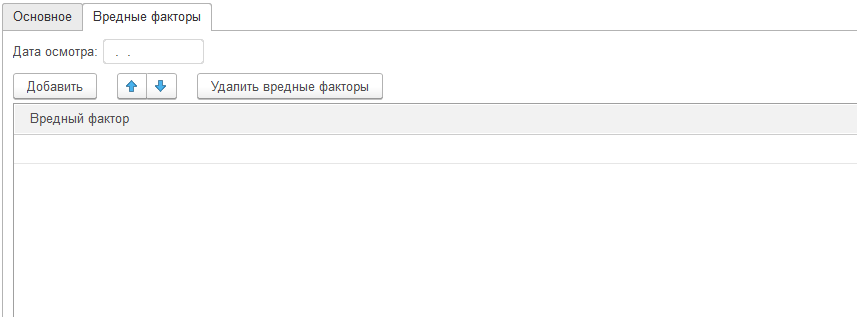 Основное Вредные факторы
Дата осмотра: . .
Добавить Удалить вредные факторы
Вредный фактор